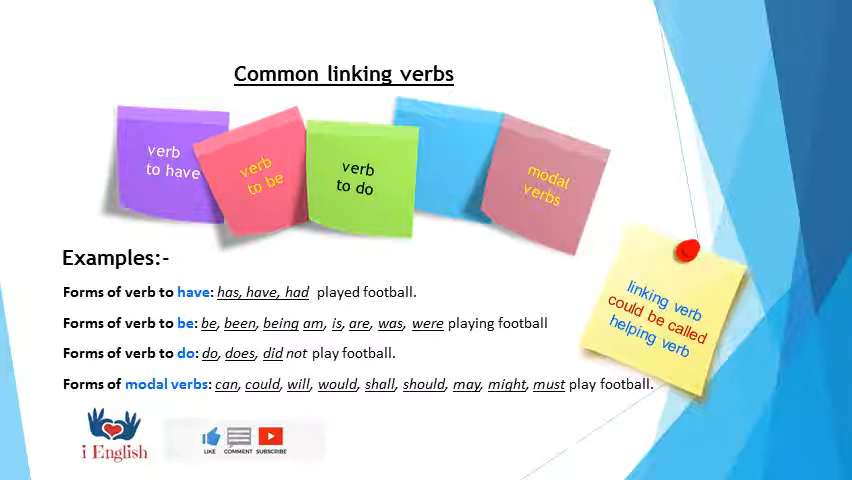 Common linking verbs
verb
to have
verb
to be
verb
to do
modal
verbs
Examples:-
Forms of verb to have: has, have, had played football.
Forms of verb to be: be, been, being am, is, are, was, were playing football
Forms of verb to do: do, does, did not play football.
Forms of modal verbs: can, could, will, would, shall, should, may, might, must play football.
linking verb
could be called
helping verb
i English
LIKE COMMENT SUBSCRIBE